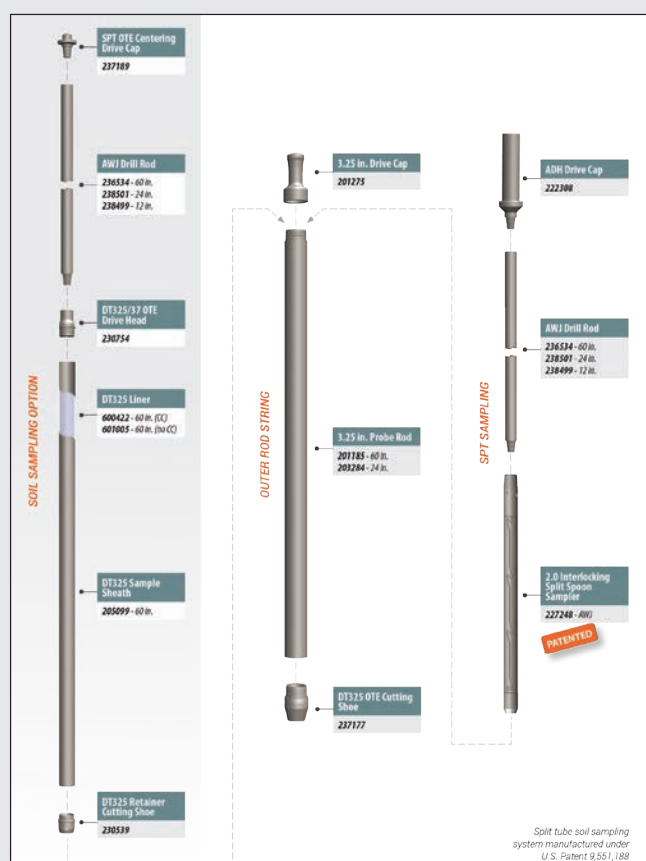 SPT OTE Centering
Drive Cap
237189
AWJ Drill Rod
236534 - 60 in.
238501 - 24 in.
238499 - 12 in.
DT325/37 OTE
Drive Head
230754
DT325 Liner
600422 - 60 in. (CC)
601005 - 60 in. (no CC)
SOIL SAMPLING OPTION
DT325 Sample
Sheath
205099 - 60 in.
DT325 Retainer
Cutting Shoe
230539
3.25 in. Drive Cap
201275
OUTER ROD STRING
3.25 in. Probe Rod
201185 - 60 in.
203284 - 24 in.
DT325 OTE Cutting
Shoe
237177
ADH Drive Cap
222308
AWJ Drill Rod
236534 - 60 in.
238501 - 24 in.
238499 - 12 in.
SPT SAMPLING
2.0 Interlocking
Split Spoon
Sampler
227248 - AWJ
PATENTED
Split tube soil sampling
system manufactured under
U.S. Patent 9,551,188